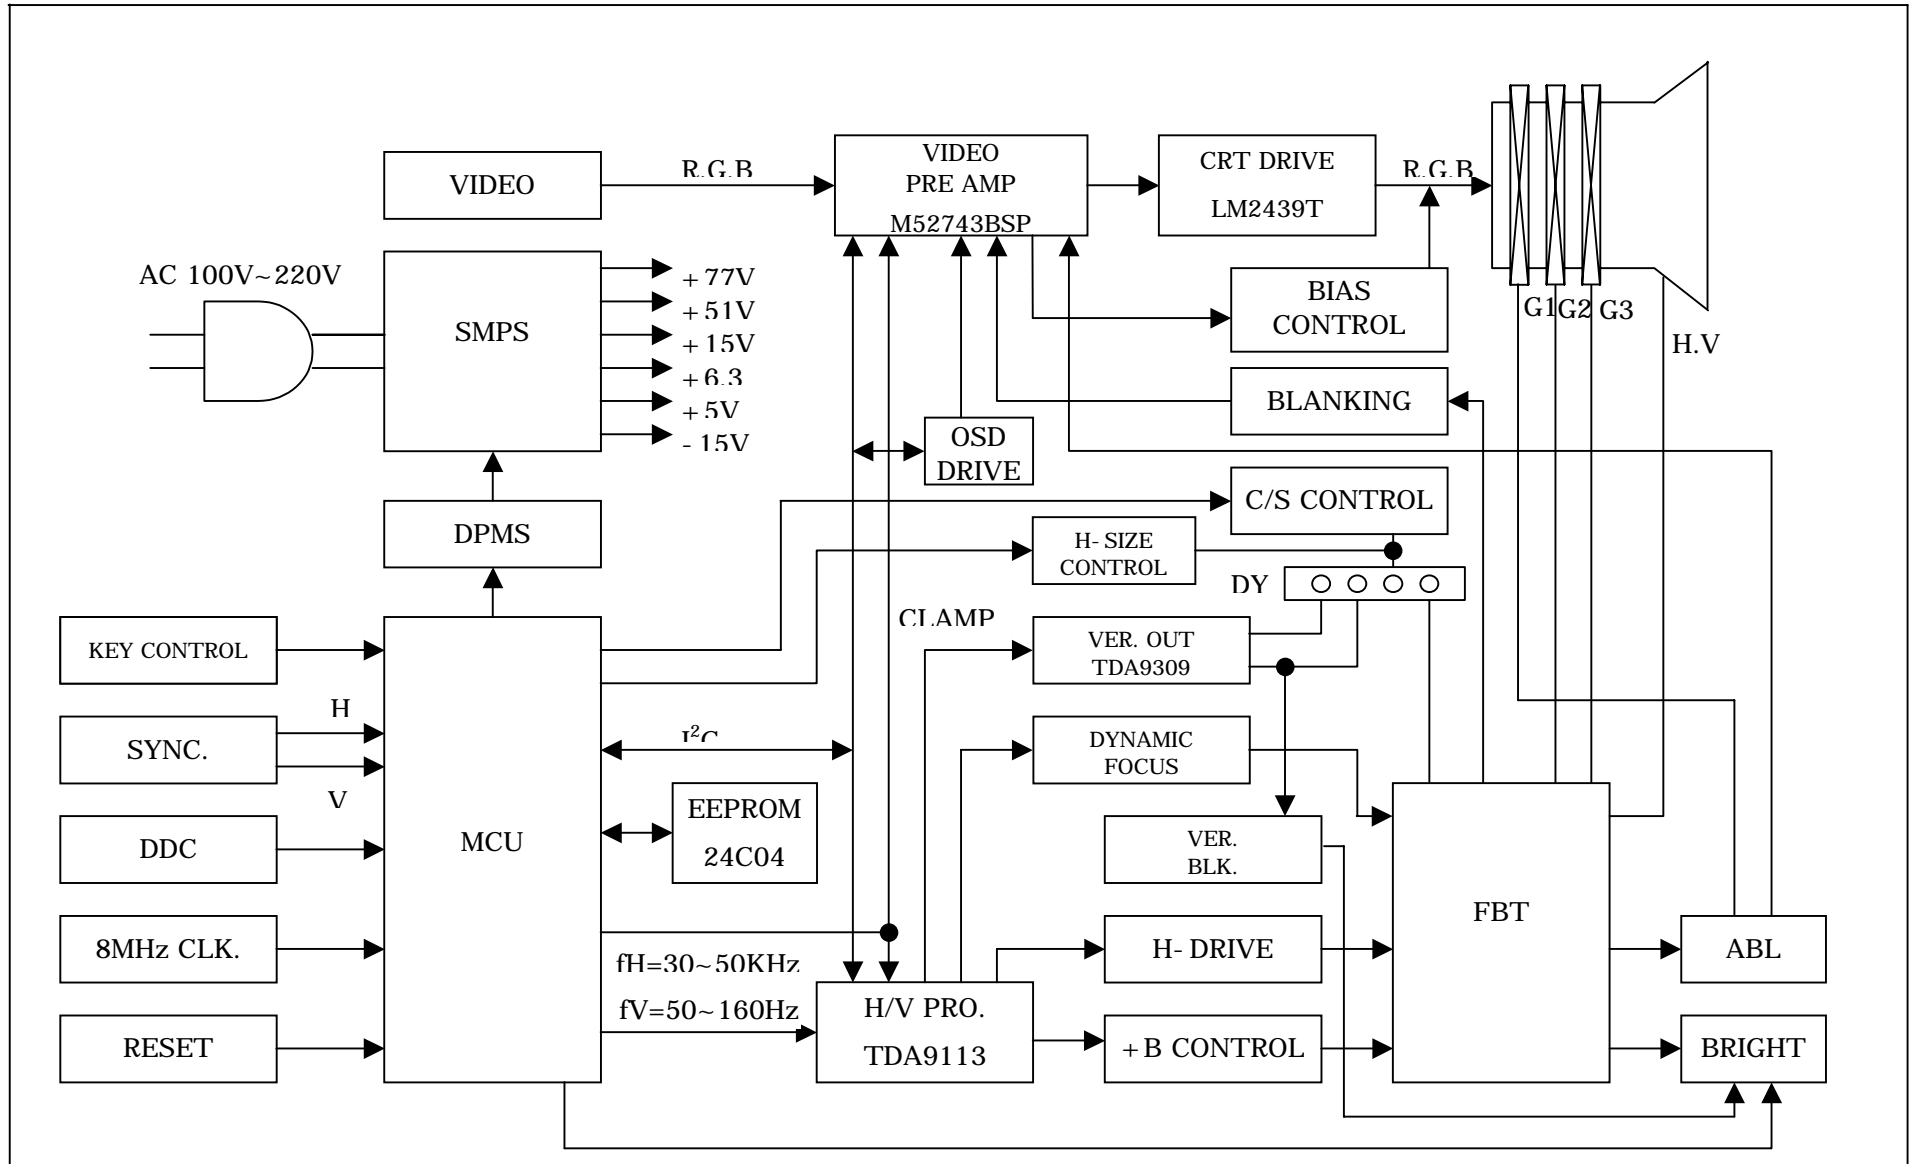 VIDEO
R.G.B
VIDEO
PRE AMP
M52743BSP
CRT DRIVE
LM2439T
R.G.B
AC 100V~220V
SMPS
+77V
+51V
+15V
+6.3
+5V
-15V
BIAS
CONTROL
G1
G2
G3
H.V
BLANKING
OSD
DRIVE
C/S CONTROL
DPMS
H-SIZE
CONTROL
DY
KEY CONTROL
CLAMP
VER. OUT
TDA9309
H
SYNC.
V
I²C
DYNAMIC
FOCUS
DDC
MCU
EEPROM
24C04
VER.
BLK.
FBT
8MHz CLK.
fH=30~50KHz
H-DRIVE
ABL
fV=50~160Hz
H/V PRO.
TDA9113
RESET
+B CONTROL
BRIGHT